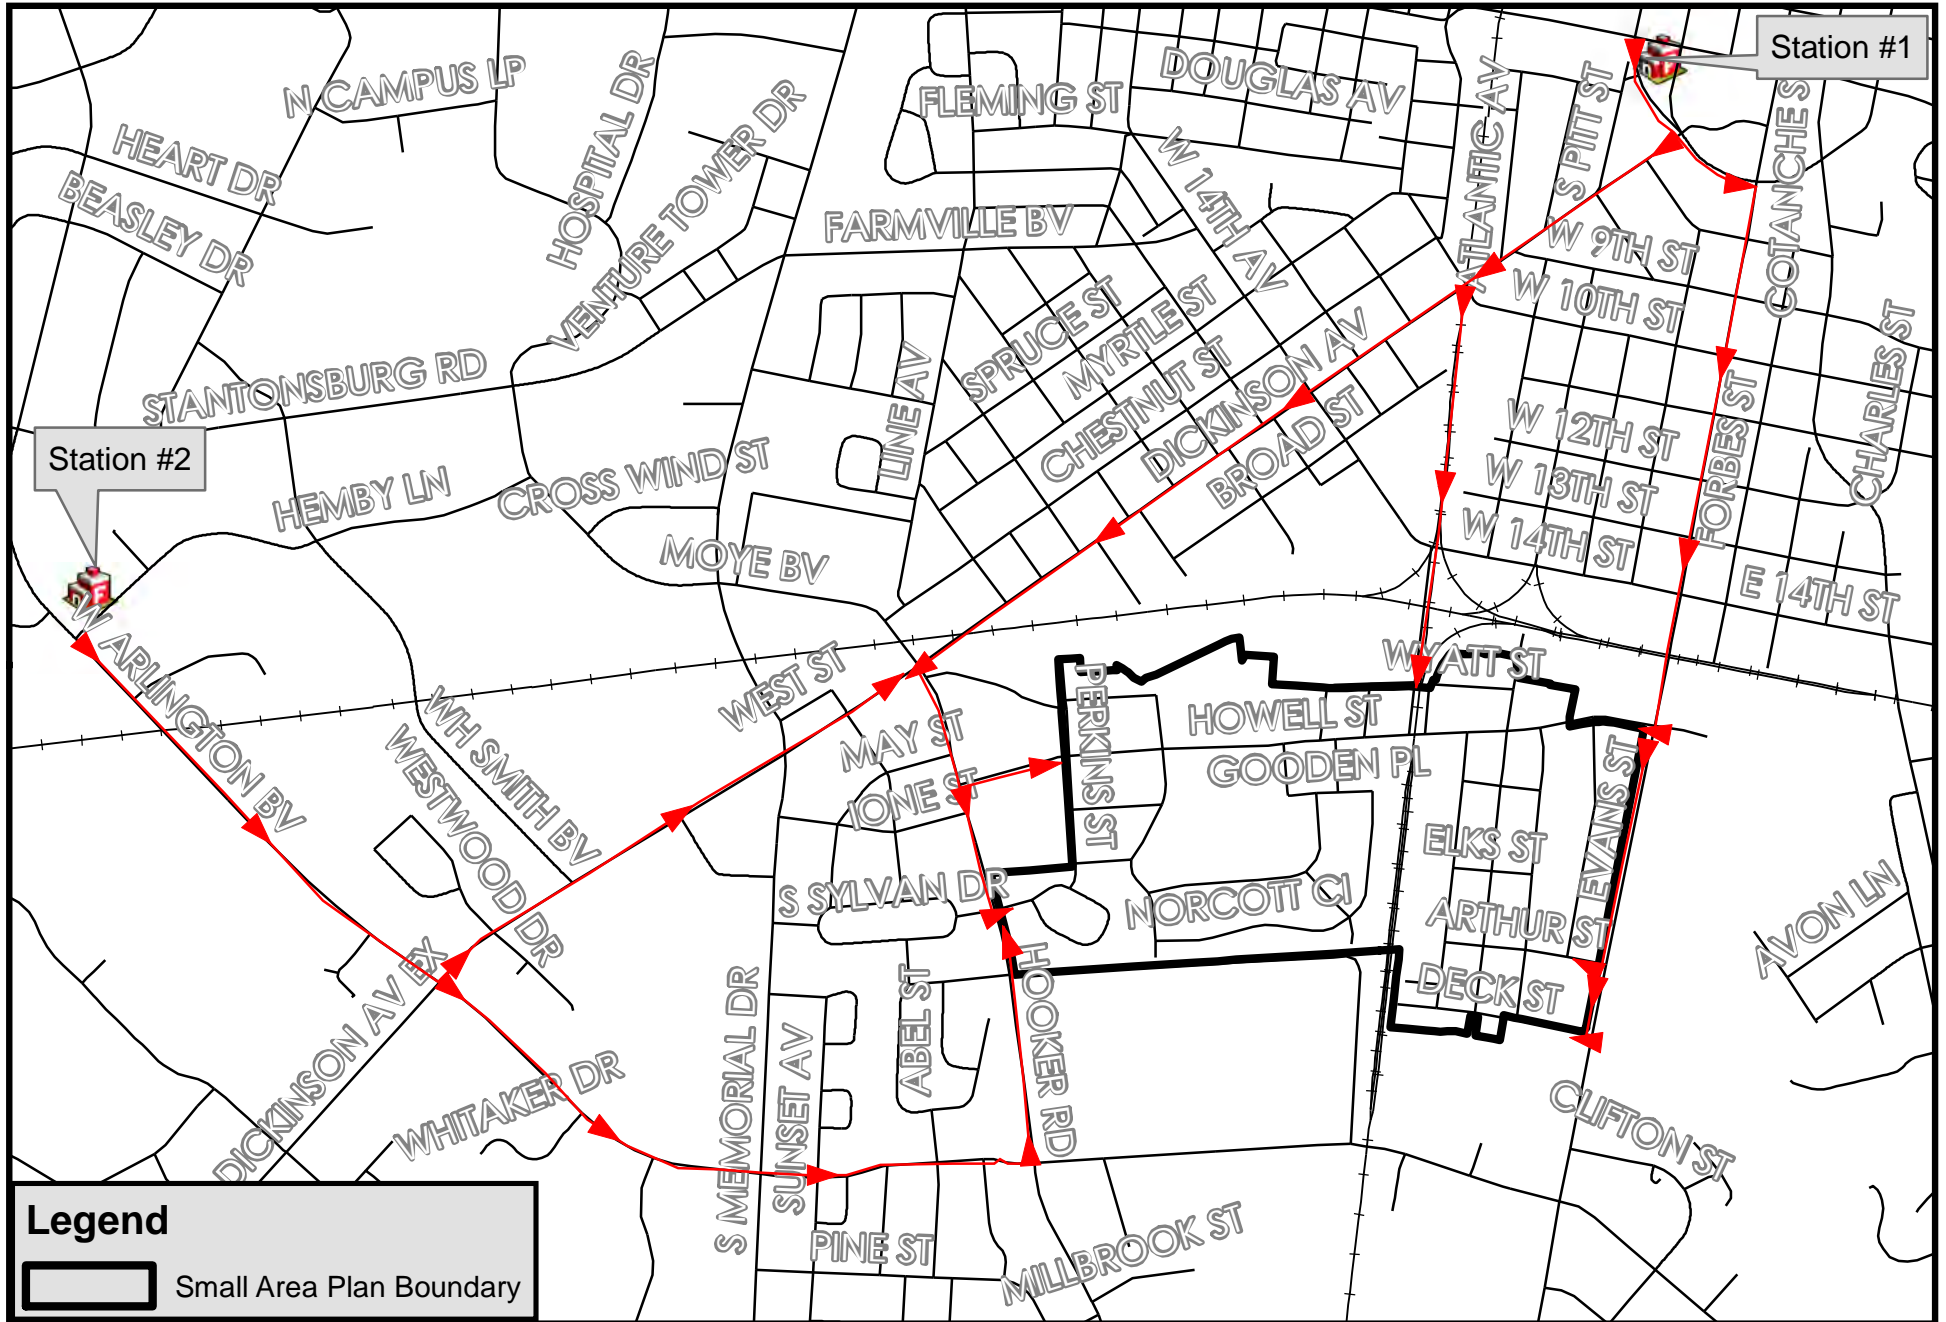 Station #1
N CAMPUS LP
HOSPITAL DR
DOUGLAS AV
FLEMING ST
ATLANTIC AV
S PITT ST
COTANCHE S
HEART DR
BEASLEY DR
VENTURE TOWER DR
W 14TH AV
FARMVILLE BV
W 9TH ST
W 10TH ST
SPRUCE ST
MYRTLE ST
CHESTNUT ST
DICKINSON AV
BROAD ST
CHARLES ST
STANTONSBURG RD
LINE AV
FORBES ST
W 12TH ST
W 13TH ST
W 14TH ST
E 14TH ST
Station #2
HEMBY LN
CROSS WIND ST
MOYE BV
W ARLINGTON BV
WEST ST
WYATT ST
PERKINS ST
HOWELL ST
GOODEN PL
MAY ST
IONE ST
WH SMITH BV
WESTWOOD DR
EVANS ST
ELKS ST
ARTHUR ST
DECK ST
S SYLVAN DR
NORCOTT CI
AVON LN
DICKINSON AV EX
WHITAKER DR
S MEMORIAL DR
SUNSET AV
ABEL ST
HOOKER RD
CLIFTON ST
PINE ST
MILLBROOK ST
Legend
Small Area Plan Boundary